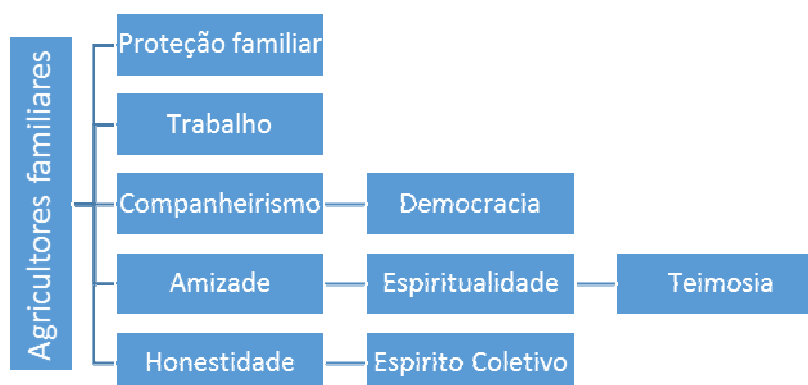 Agricultores familiares
Proteção familiar
Trabalho
Companheirismo
Democracia
Amizade
Espiritualidade
Teimosia
Honestidade
Espirito Coletivo